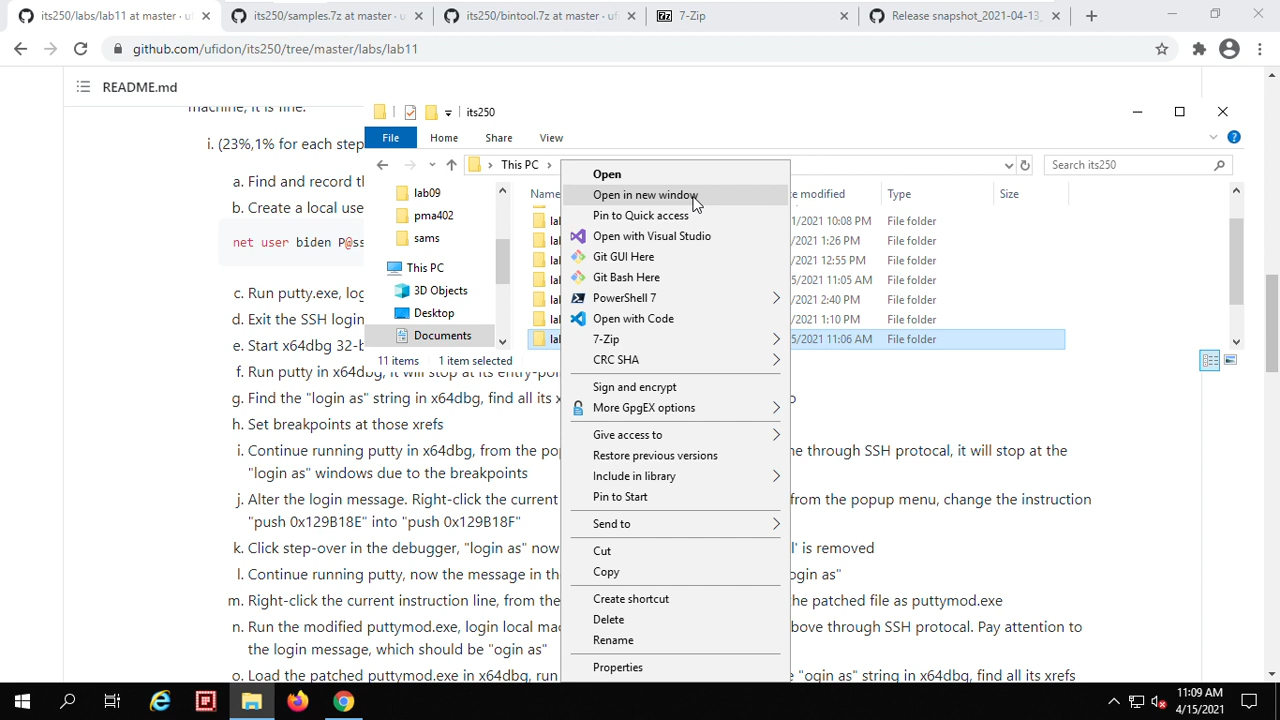 its250/labs/lab11 at master · u
its250/samples.7z at master · u
its250/bintool.7z at master · uf
7z 7-Zip
Release snapshot_2021-04-13_
github.com/ufidon/its250/tree/master/labs/lab11
README.md
machine, it is fine.
i. (23%,1% for each step
a. Find and record t
b. Create a local use
net user biden P@ss
c. Run putty.exe, log
d. Exit the SSH login
e. Start x64dbg 32-b
f. Run putty in x64dbg, it will stop at its entry-poi
g. Find the "login as" string in x64dbg, find all its x
h. Set breakpoints at those xrefs
i. Continue running putty in x64dbg, from the pop
ne through SSH protocal, it will stop at the
"login as" windows due to the breakpoints
j. Alter the login message. Right-click the current
from the popup menu, change the instruction
"push 0x129B18E" into "push 0x129B18F"
k. Click step-over in the debugger, "login as" now
l' is removed
l. Continue running putty, now the message in th
ogin as"
m. Right-click the current instruction line, from the
he patched file as puttymod.exe
n. Run the modified puttymod.exe, login local mac
bove through SSH protocal. Pay attention to
the login message, which should be "ogin as"
o. Load the patched puttymod.exe in x64dbg, run
e "ogin as" string in x64dbg, find all its xrefs
its250
File
Home
Share
View
This PC
Search its250
lab09
pma402
sams
This PC
3D Objects
Desktop
Documents
Name
te modified
Type
Size
1/2021 10:08 PM File folder
/2021 1:26 PM File folder
/2021 12:55 PM File folder
5/2021 11:05 AM File folder
/2021 2:40 PM File folder
/2021 1:10 PM File folder
5/2021 11:06 AM File folder
11 items 1 item selected
Open
Open in new window
Pin to Quick access
Open with Visual Studio
Git GUI Here
Git Bash Here
PowerShell 7
Open with Code
7-Zip
CRC SHA
Sign and encrypt
More GpgEX options
Give access to
Restore previous versions
Include in library
Pin to Start
Send to
Cut
Copy
Create shortcut
Delete
Rename
Properties
11:09 AM
4/15/2021